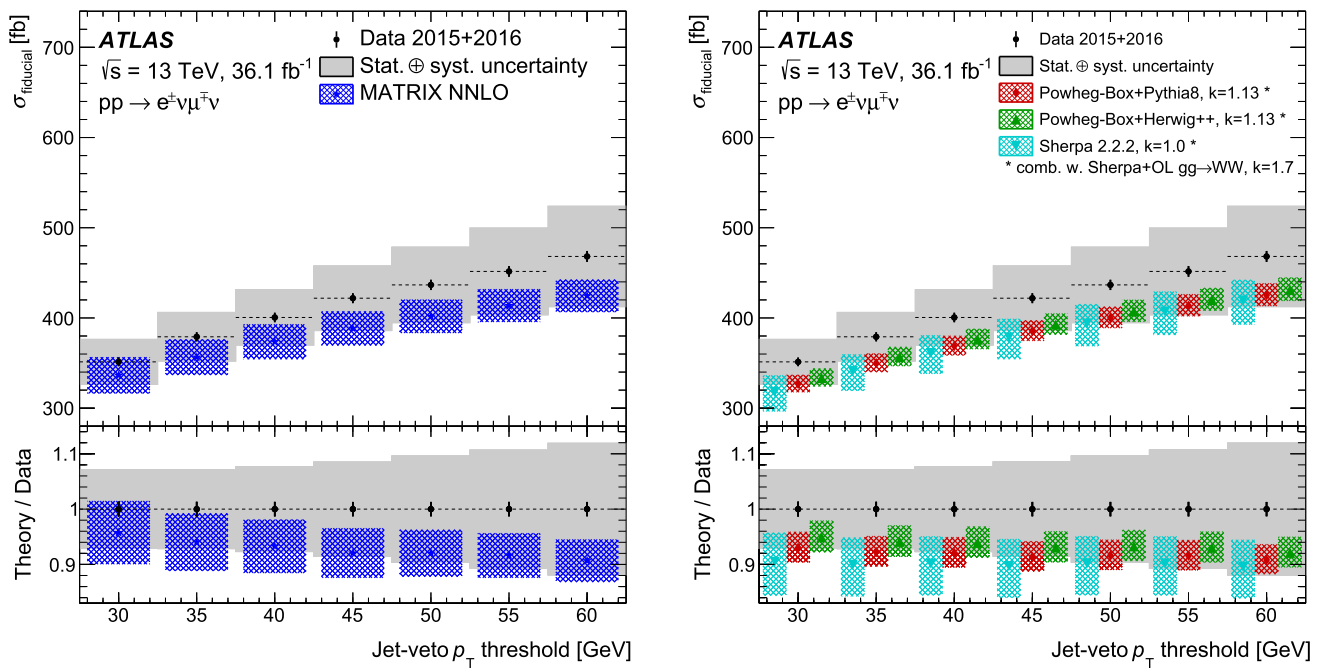 ATLAS
√s = 13 TeV, 36.1 fb⁻¹
pp → e±νμ∓ν
Data 2015+2016
Stat.⊕ syst. uncertainty
MATRIX NNLO
σfiducial [fb]
700
600
500
400
300
Theory / Data
1.1
1
0.9
30 35 40 45 50 55 60
Jet-veto pT threshold [GeV]
ATLAS
√s = 13 TeV, 36.1 fb⁻¹
pp → e±νμ∓ν
Data 2015+2016
Stat.⊕ syst. uncertainty
Powheg-Box+Pythia8, k=1.13 *
Powheg-Box+Herwig++, k=1.13 *
Sherpa 2.2.2, k=1.0 *
* comb. w. Sherpa+OL gg→WW, k=1.7
σfiducial [fb]
700
600
500
400
300
Theory / Data
1.1
1
0.9
30 35 40 45 50 55 60
Jet-veto pT threshold [GeV]